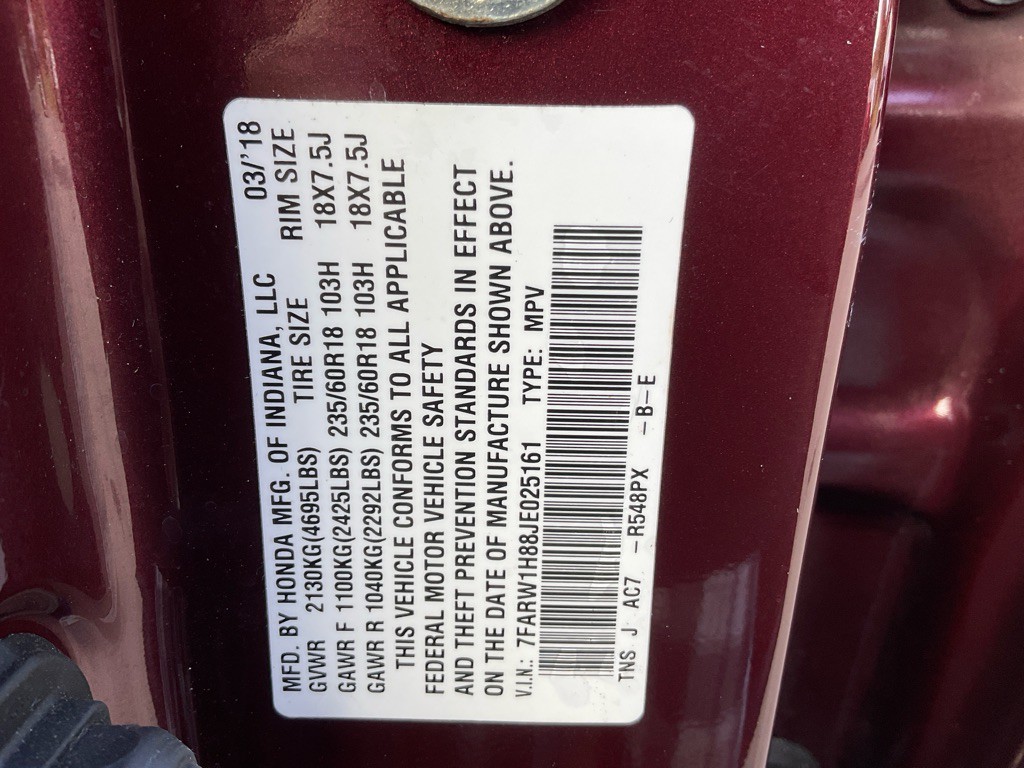 MFD. BY HONDA MFG. OF INDIANA, LLC 03/'18
GVWR 2130KG(4695LBS) TIRE SIZE RIM SIZE
GAWR F 1100KG(2425LBS) 235/60R18 103H 18X7.5J
GAWR R 1040KG(2292LBS) 235/60R18 103H 18X7.5J
THIS VEHICLE CONFORMS TO ALL APPLICABLE
FEDERAL MOTOR VEHICLE SAFETY
AND THEFT PREVENTION STANDARDS IN EFFECT
ON THE DATE OF MANUFACTURE SHOWN ABOVE.
V.I.N.: 7FARW1H88JE025161 TYPE: MPV
TNS J AC7 -R548PX -B-E